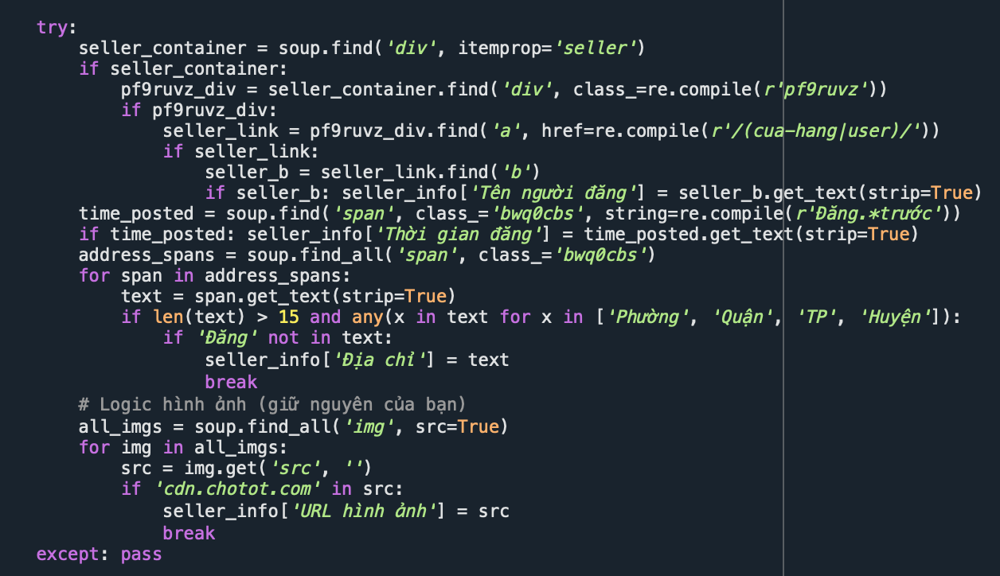 try:
    seller_container = soup.find('div', itemprop='seller')
    if seller_container:
        pf9ruvz_div = seller_container.find('div', class_=re.compile(r'pf9ruvz'))
        if pf9ruvz_div:
            seller_link = pf9ruvz_div.find('a', href=re.compile(r'/(cua-hang|user)/'))
            if seller_link:
                seller_b = seller_link.find('b')
                if seller_b: seller_info['Tên người đăng'] = seller_b.get_text(strip=True)
    time_posted = soup.find('span', class_='bwq0cbs', string=re.compile(r'Đăng.*trước'))
    if time_posted: seller_info['Thời gian đăng'] = time_posted.get_text(strip=True)
    address_spans = soup.find_all('span', class_='bwq0cbs')
    for span in address_spans:
        text = span.get_text(strip=True)
        if len(text) > 15 and any(x in text for x in ['Phường', 'Quận', 'TP', 'Huyện']):
            if 'Đăng' not in text:
                seller_info['Địa chỉ'] = text
                break
    # Logic hình ảnh (giữ nguyên của bạn)
    all_imgs = soup.find_all('img', src=True)
    for img in all_imgs:
        src = img.get('src', '')
        if 'cdn.chotot.com' in src:
            seller_info['URL hình ảnh'] = src
            break
except: pass